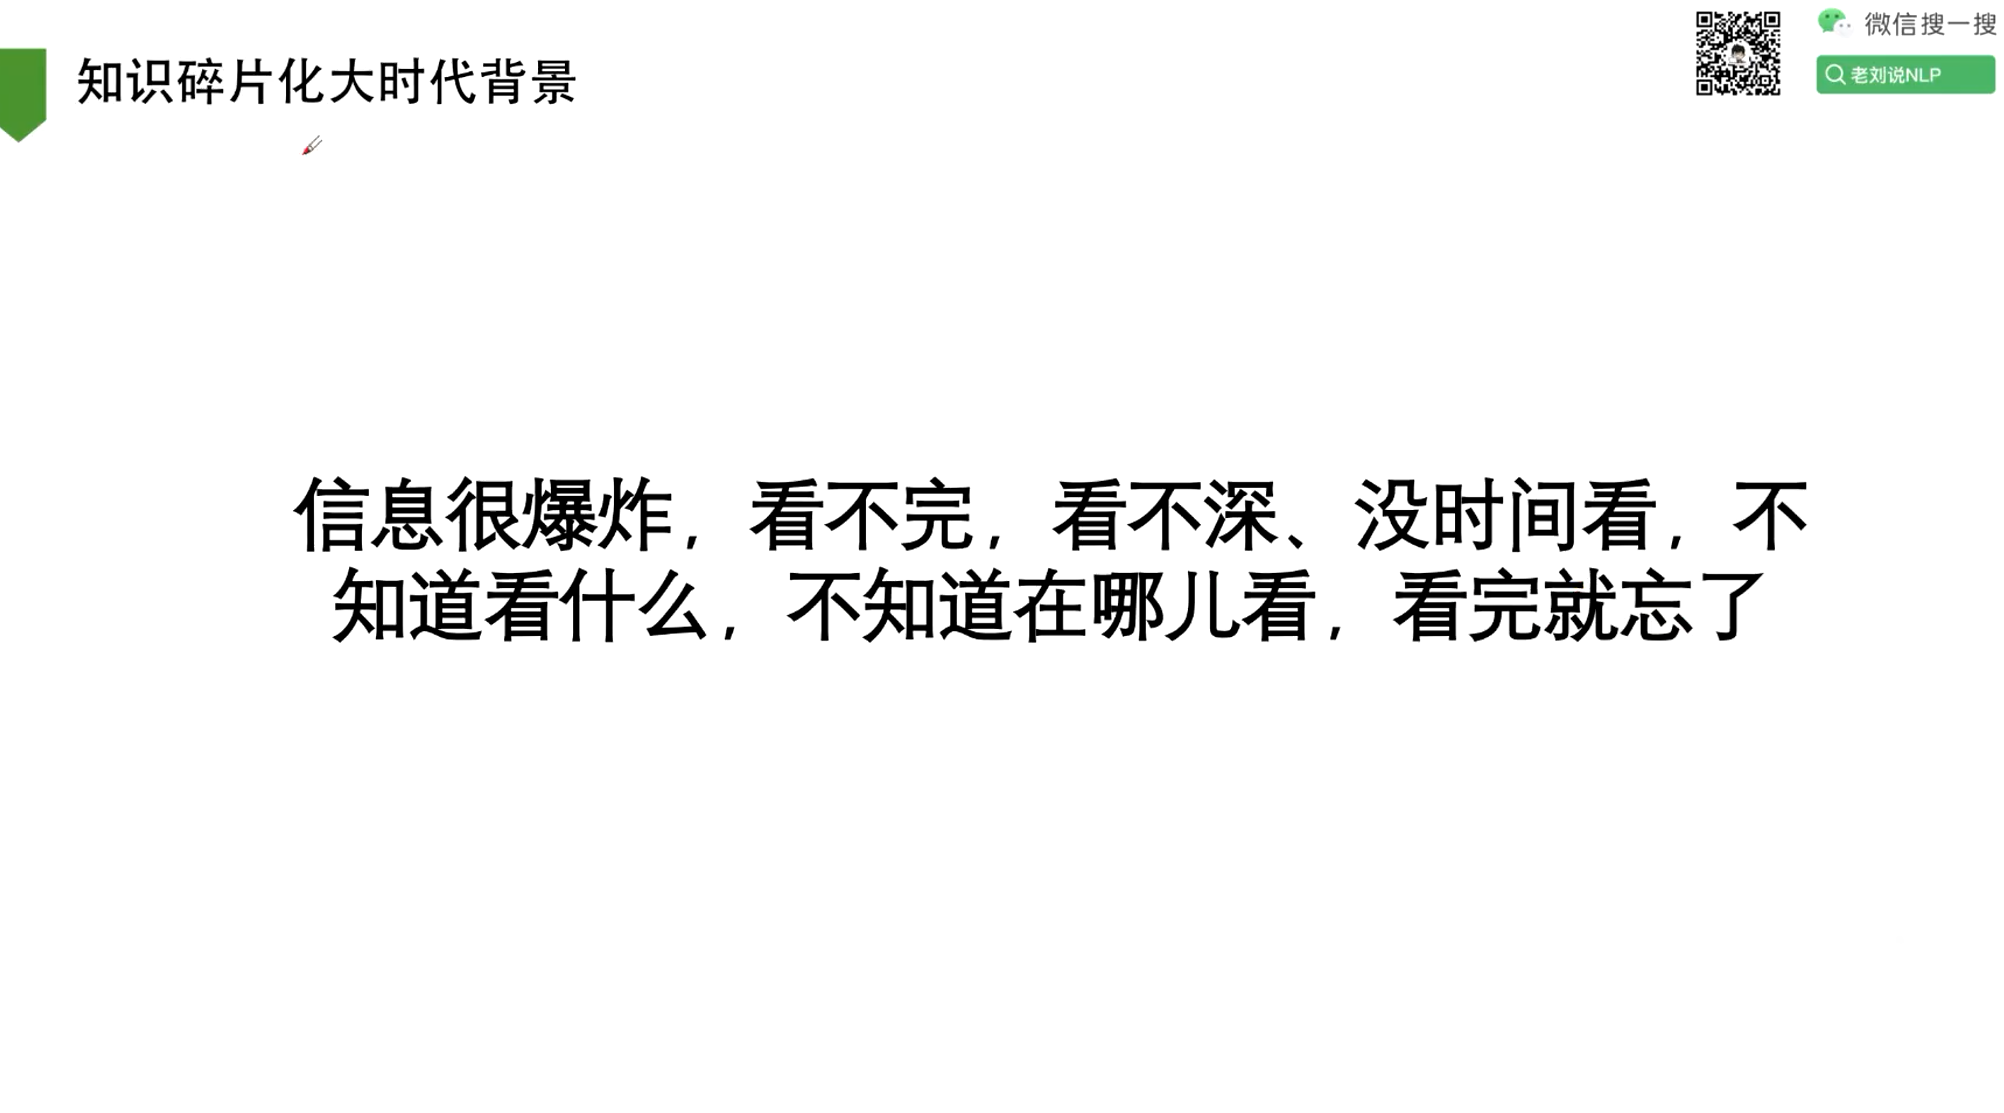 知识碎片化大时代背景
微信搜一搜
老刘说NLP
信息很爆炸，看不完，看不深、没时间看，不
知道看什么，不知道在哪儿看，看完就忘了